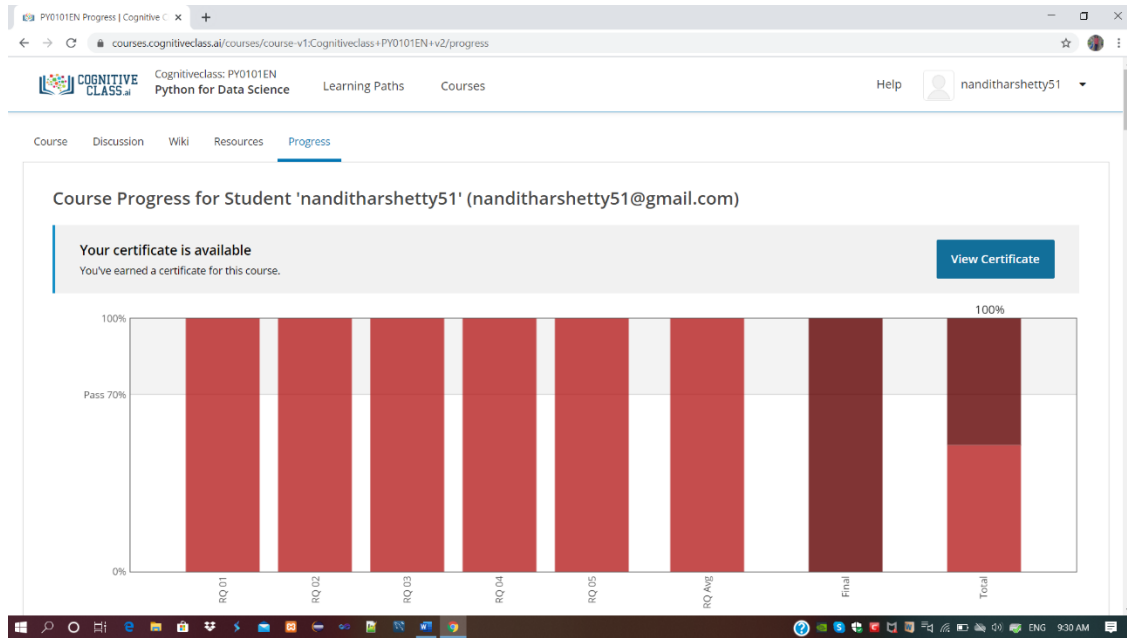 PY0101EN Progress | Cognitive C
courses.cognitiveclass.ai/courses/course-v1:Cognitiveclass+PY0101EN+v2/progress
COGNITIVE
CLASS.ai
Cognitiveclass: PY0101EN
Python for Data Science
Learning Paths
Courses
Help
nanditharshetty51
Course
Discussion
Wiki
Resources
Progress
Course Progress for Student 'nanditharshetty51' (nanditharshetty51@gmail.com)
Your certificate is available
You've earned a certificate for this course.
View Certificate
100%
100%
Pass 70%
0%
RQ 01
RQ 02
RQ 03
RQ 04
RQ 05
RQ Avg
Final
Total
ENG
9:30 AM